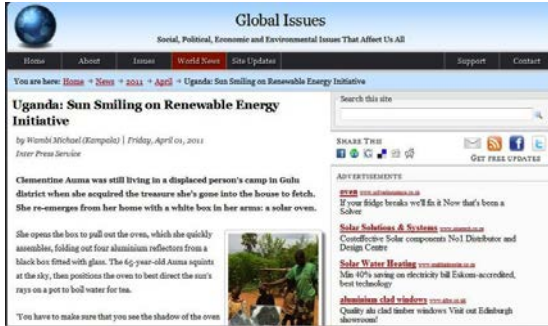 Global Issues
Social, Political, Economic and Environmental Issues That Affect Us All
Home About Issues World News Site Updates Support Contact
You are here: Home → News → 2011 → April → Uganda: Sun Smiling on Renewable Energy Initiative
Uganda: Sun Smiling on Renewable Energy
Initiative
by Wambi Michael (Kampala) | Friday, April 01, 2011
Inter Press Service
Clementine Auma was still living in a displaced person's camp in Gulu
district when she acquired the treasure she's gone into the house to fetch.
She re-emerges from her home with a white box in her arms: a solar oven.
She opens the box to pull out the oven, which she quickly
assembles, folding out four aluminium reflectors from a
black box fitted with glass. The 65-year-old Auma squints
at the sky, then positions the oven to best direct the sun's
rays on a pot to boil water for tea.
'You have to make sure that you see the shadow of the oven
Search this site
SHARE THIS
GET FREE UPDATES
ADVERTISEMENTS
oven
If your fridge breaks we'll fix it Now that's been a
Solver
Solar Solutions & Systems
Costeffective Solar components No1 Distributor and
Design Centre
Solar Water Heating
Min 40% saving on electricity bill Eskom-accredited,
best technology
aluminium clad windows
Quality alu clad timber windows Visit out Edinburgh
showroom!